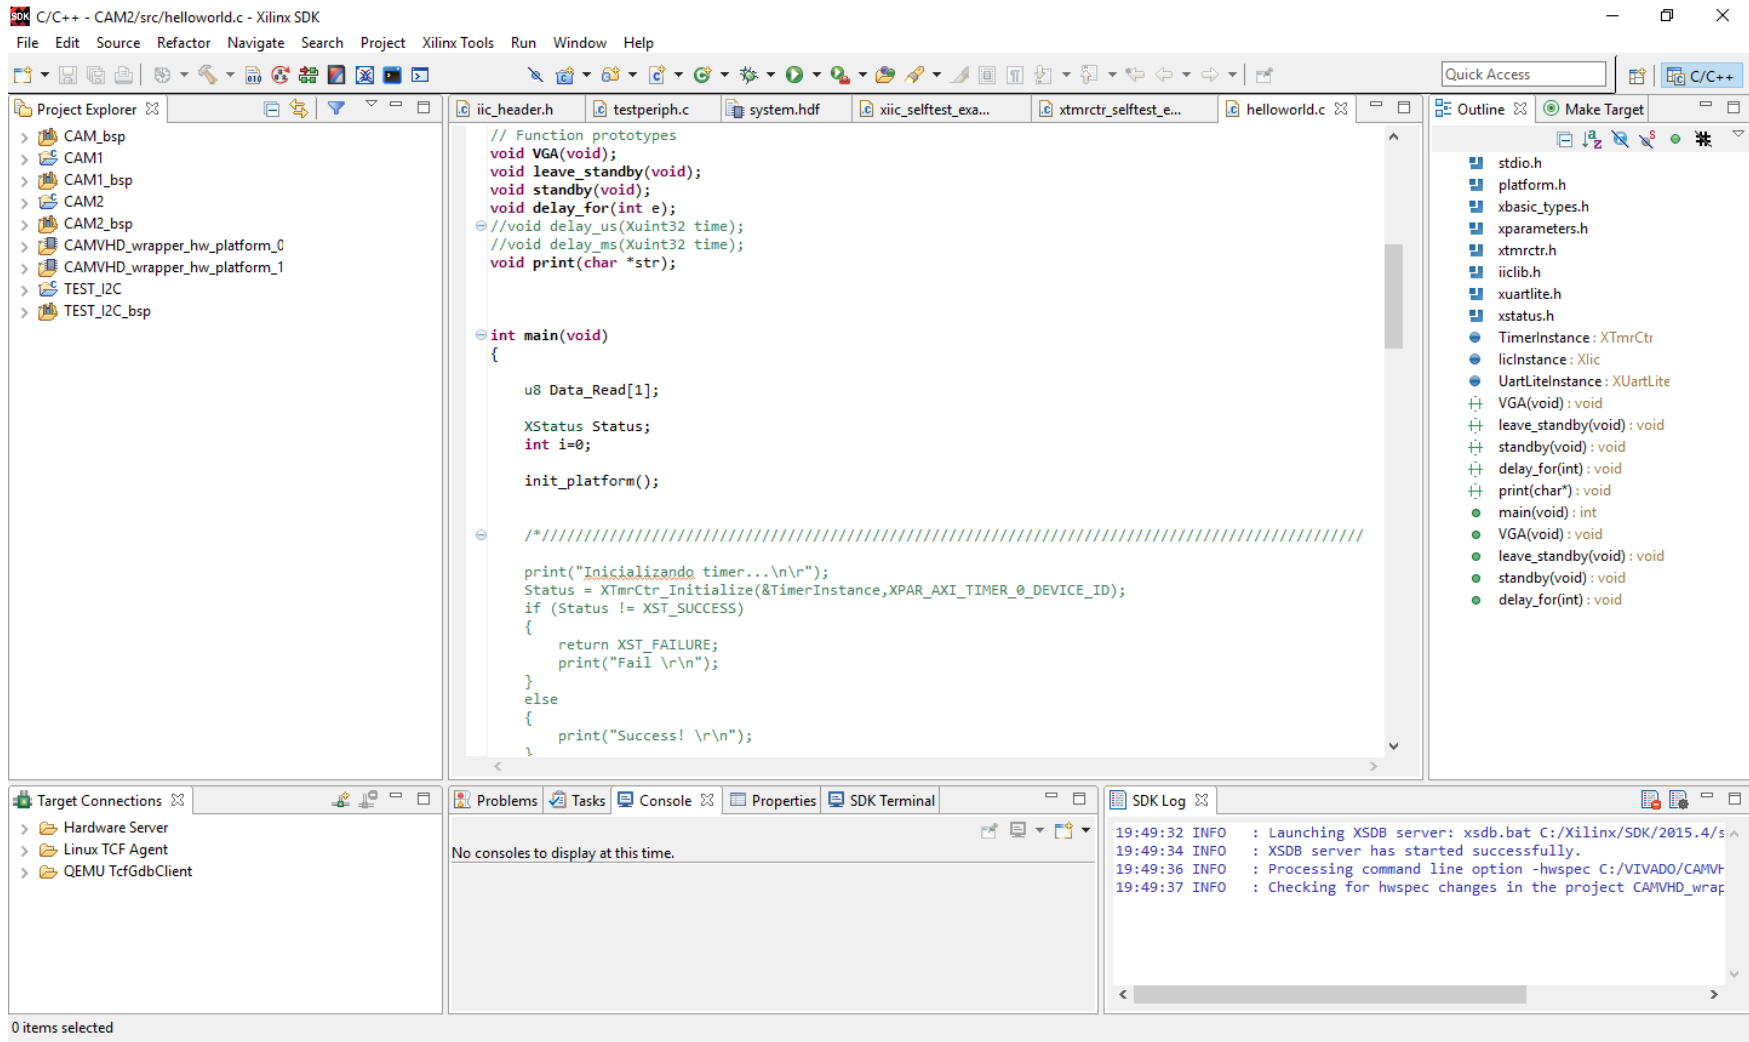 SDK C/C++ - CAM2/src/helloworld.c - Xilinx SDK
File Edit Source Refactor Navigate Search Project Xilinx Tools Run Window Help
Quick Access
C/C++
Project Explorer
CAM_bsp
CAM1
CAM1_bsp
CAM2
CAM2_bsp
CAMVHD_wrapper_hw_platform_0
CAMVHD_wrapper_hw_platform_1
TEST_I2C
TEST_I2C_bsp
iic_header.h testperiph.c system.hdf xiic_selftest_exa... xtmrctr_selftest_e... helloworld.c
// Function prototypes
void VGA(void);
void leave_standby(void);
void standby(void);
void delay_for(int e);
//void delay_us(Xuint32 time);
//void delay_ms(Xuint32 time);
void print(char *str);
int main(void)
{
u8 Data_Read[1];
XStatus Status;
int i=0;
init_platform();
/*/////////////////////////////////////////////////////////////////////////////////////////////////
print("Inicializando timer...\n\r");
Status = XTmrCtr_Initialize(&TimerInstance,XPAR_AXI_TIMER_0_DEVICE_ID);
if (Status != XST_SUCCESS)
{
return XST_FAILURE;
print("Fail \r\n");
}
else
{
print("Success! \r\n");
}
Outline Make Target
stdio.h
platform.h
xbasic_types.h
xparameters.h
xtmrctr.h
iiclib.h
xuartlite.h
xstatus.h
TimerInstance : XTmrCtr
IicInstance : XIic
UartLiteInstance : XUartLite
VGA(void) : void
leave_standby(void) : void
standby(void) : void
delay_for(int) : void
print(char*) : void
main(void) : int
VGA(void) : void
leave_standby(void) : void
standby(void) : void
delay_for(int) : void
Target Connections
Hardware Server
Linux TCF Agent
QEMU TcfGdbClient
Problems Tasks Console Properties SDK Terminal
No consoles to display at this time.
SDK Log
19:49:32 INFO : Launching XSDB server: xsdb.bat C:/Xilinx/SDK/2015.4/s
19:49:34 INFO : XSDB server has started successfully.
19:49:36 INFO : Processing command line option -hwspec C:/VIVADO/CAMVH
19:49:37 INFO : Checking for hwspec changes in the project CAMVHD_wrap
0 items selected